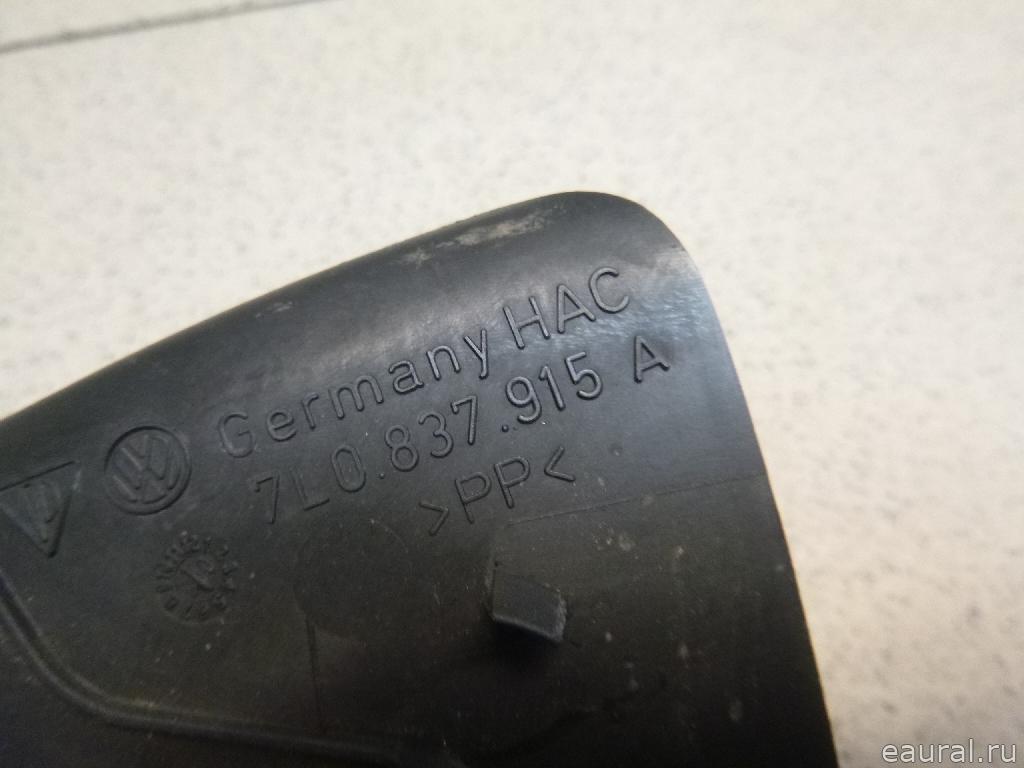 Germany HAC
7L0.837.915 A
>PP<
eaural.ru